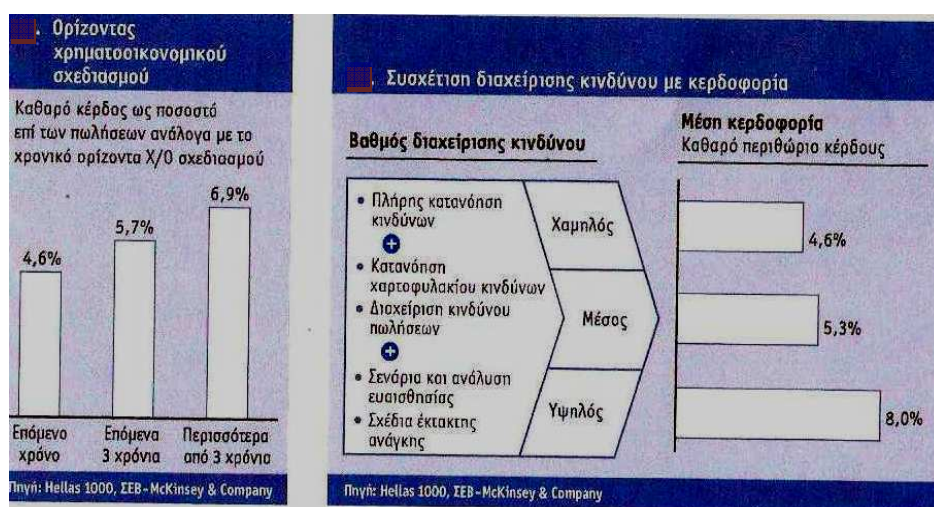 . Ορίζοντας
χρηματοοικονομικού
σχεδιασμού
Καθαρό κέρδος ως ποσοστό
επί των πωλήσεων ανάλογα με το
χρονικό ορίζοντα Χ/Ο σχεδιασμού
6,9%
5,7%
4,6%
Επόμενο
χρόνο
Επόμενα
3 χρόνια
Περισσότερα
από 3 χρόνια
Πηγή: Hellas 1000, ΣΕΒ-McKinsey & Company
. Συσχέτιση διαχείρισης κινδύνου με κερδοφορία
Βαθμός διαχείρισης κινδύνου
• Πλήρης κατανόηση
κινδύνων
+
• Κατανόηση
χαρτοφυλακίου κινδύνων
• Διαχείριση κινδύνου
πωλήσεων
+
• Σενάρια και ανάλυση
ευαισθησίας
• Σχέδια έκτακτης
ανάγκης
Χαμηλός
Μέσος
Υψηλός
Μέση κερδοφορία
Καθαρό περιθώριο κέρδους
4,6%
5,3%
8,0%
Πηγή: Hellas 1000, ΣΕΒ-McKinsey & Company